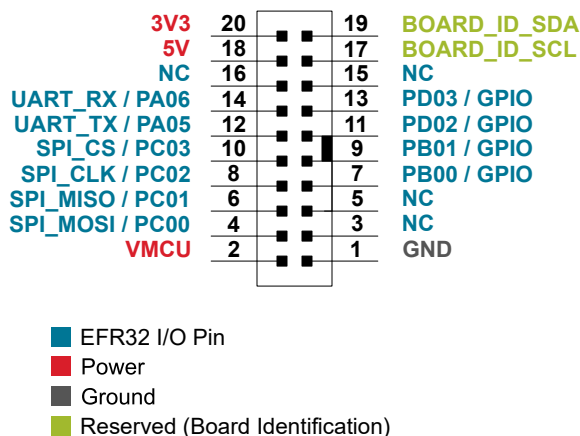 3V3 20 19 BOARD_ID_SDA
5V 18 17 BOARD_ID_SCL
NC 16 15 NC
UART_RX / PA06 14 13 PD03 / GPIO
UART_TX / PA05 12 11 PD02 / GPIO
SPI_CS / PC03 10 9 PB01 / GPIO
SPI_CLK / PC02 8 7 PB00 / GPIO
SPI_MISO / PC01 6 5 NC
SPI_MOSI / PC00 4 3 NC
VMCU 2 1 GND
EFR32 I/O Pin
Power
Ground
Reserved (Board Identification)